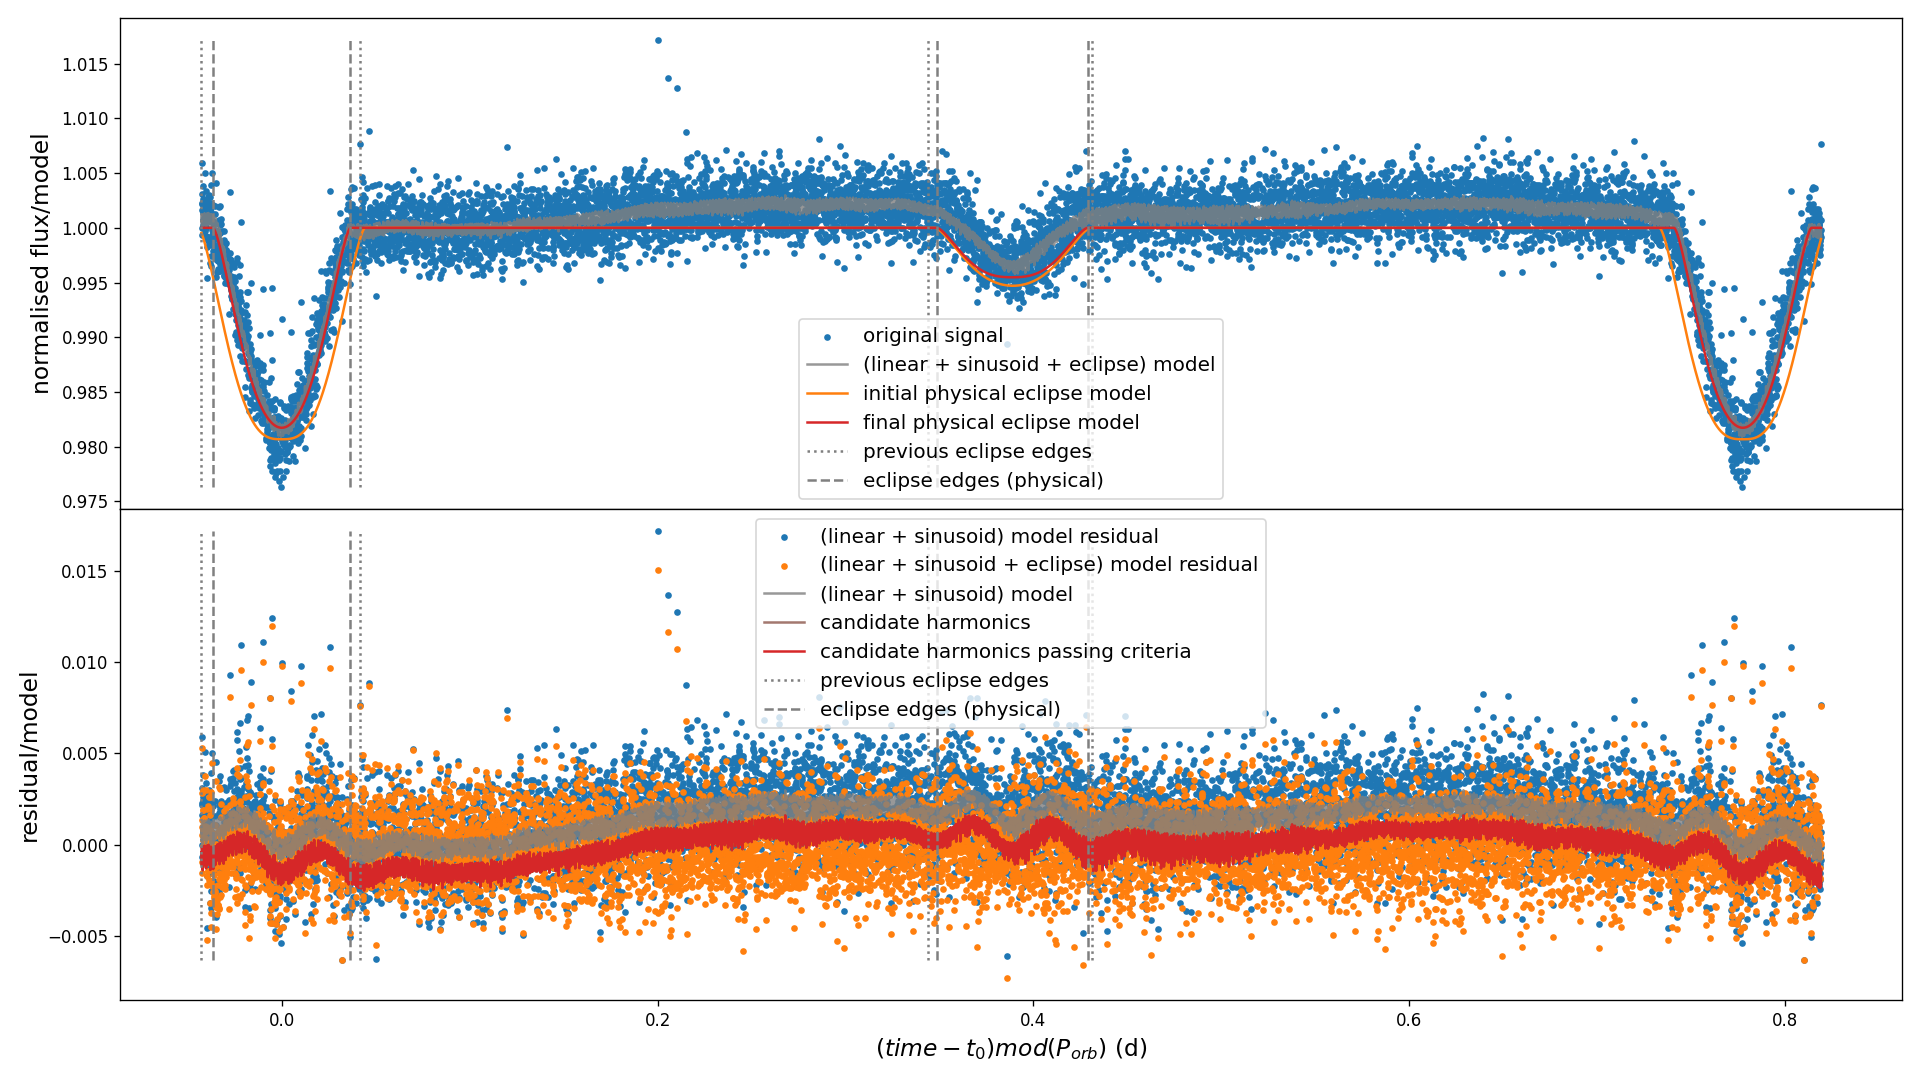 normalised flux/model
1.015
1.010
1.005
1.000
0.995
0.990
0.985
0.980
0.975
original signal
(linear + sinusoid + eclipse) model
initial physical eclipse model
final physical eclipse model
previous eclipse edges
eclipse edges (physical)
residual/model
0.015
0.010
0.005
0.000
−0.005
(linear + sinusoid) model residual
(linear + sinusoid + eclipse) model residual
(linear + sinusoid) model
candidate harmonics
candidate harmonics passing criteria
previous eclipse edges
eclipse edges (physical)
0.0 0.2 0.4 0.6 0.8
(time − t₀)mod(Pₒᵣb) (d)